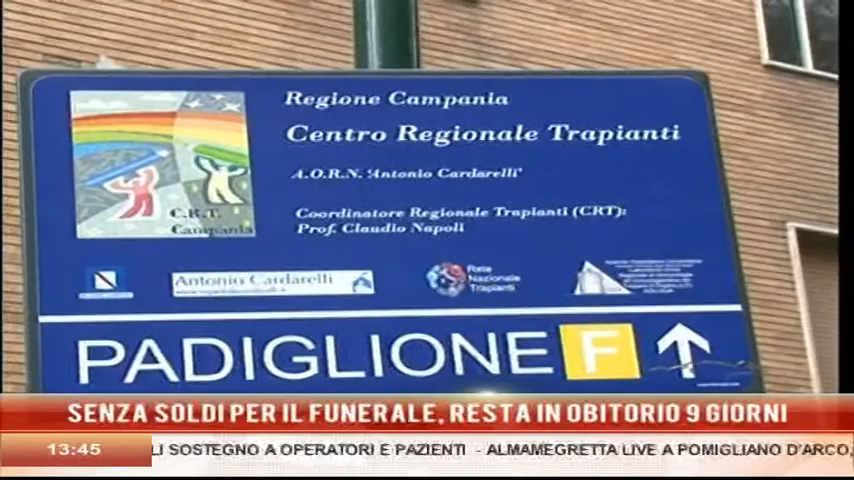 Regione Campania
Centro Regionale Trapianti
A.O.R.N. 'Antonio Cardarelli'
Coordinatore Regionale Trapianti (CRT):
Prof. Claudio Napoli
C.R.T.
Campania
Antonio Cardarelli
Rete
Nazionale
Trapianti
PADIGLIONE F
SENZA SOLDI PER IL FUNERALE, RESTA IN OBITORIO 9 GIORNI
13:45
LI SOSTEGNO A OPERATORI E PAZIENTI - ALMAMEGRETTA LIVE A POMIGLIANO D'ARCO,